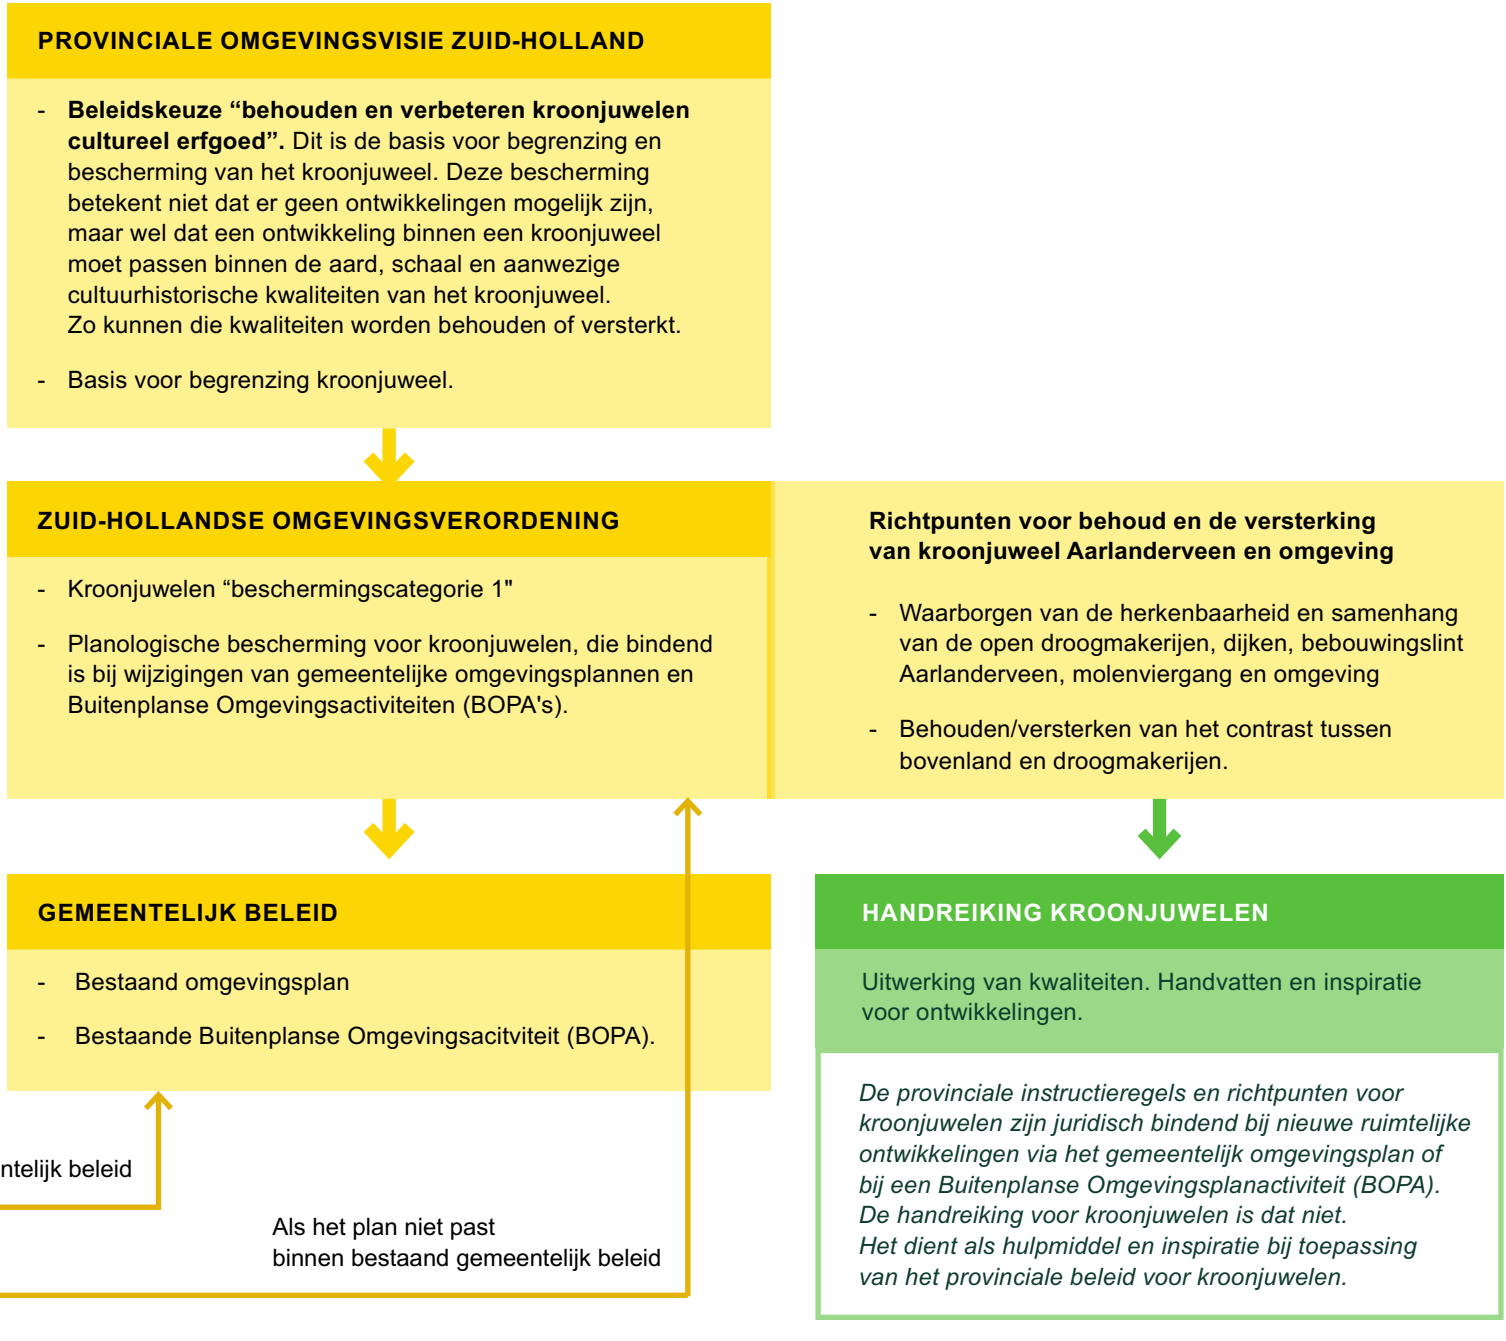 PROVINCIALE OMGEVINGSVISIE ZUID-HOLLAND
- Beleidskeuze “behouden en verbeteren kroonjuwelen
cultureel erfgoed”. Dit is de basis voor begrenzing en
bescherming van het kroonjuweel. Deze bescherming
betekent niet dat er geen ontwikkelingen mogelijk zijn,
maar wel dat een ontwikkeling binnen een kroonjuweel
moet passen binnen de aard, schaal en aanwezige
cultuurhistorische kwaliteiten van het kroonjuweel.
Zo kunnen die kwaliteiten worden behouden of versterkt.
- Basis voor begrenzing kroonjuweel.
ZUID-HOLLANDSE OMGEVINGSVERORDENING
- Kroonjuwelen “beschermingscategorie 1"
- Planologische bescherming voor kroonjuwelen, die bindend
is bij wijzigingen van gemeentelijke omgevingsplannen en
Buitenplanse Omgevingsactiviteiten (BOPA's).
Richtpunten voor behoud en de versterking
van kroonjuweel Aarlanderveen en omgeving
- Waarborgen van de herkenbaarheid en samenhang
van de open droogmakerijen, dijken, bebouwingslint
Aarlanderveen, molenviergang en omgeving
- Behouden/versterken van het contrast tussen
bovenland en droogmakerijen.
GEMEENTELIJK BELEID
- Bestaand omgevingsplan
- Bestaande Buitenplanse Omgevingsacitviteit (BOPA).
ntelijk beleid
Als het plan niet past
binnen bestaand gemeentelijk beleid
HANDREIKING KROONJUWELEN
Uitwerking van kwaliteiten. Handvatten en inspiratie
voor ontwikkelingen.
De provinciale instructieregels en richtpunten voor
kroonjuwelen zijn juridisch bindend bij nieuwe ruimtelijke
ontwikkelingen via het gemeentelijk omgevingsplan of
bij een Buitenplanse Omgevingsplanactiviteit (BOPA).
De handreiking voor kroonjuwelen is dat niet.
Het dient als hulpmiddel en inspiratie bij toepassing
van het provinciale beleid voor kroonjuwelen.